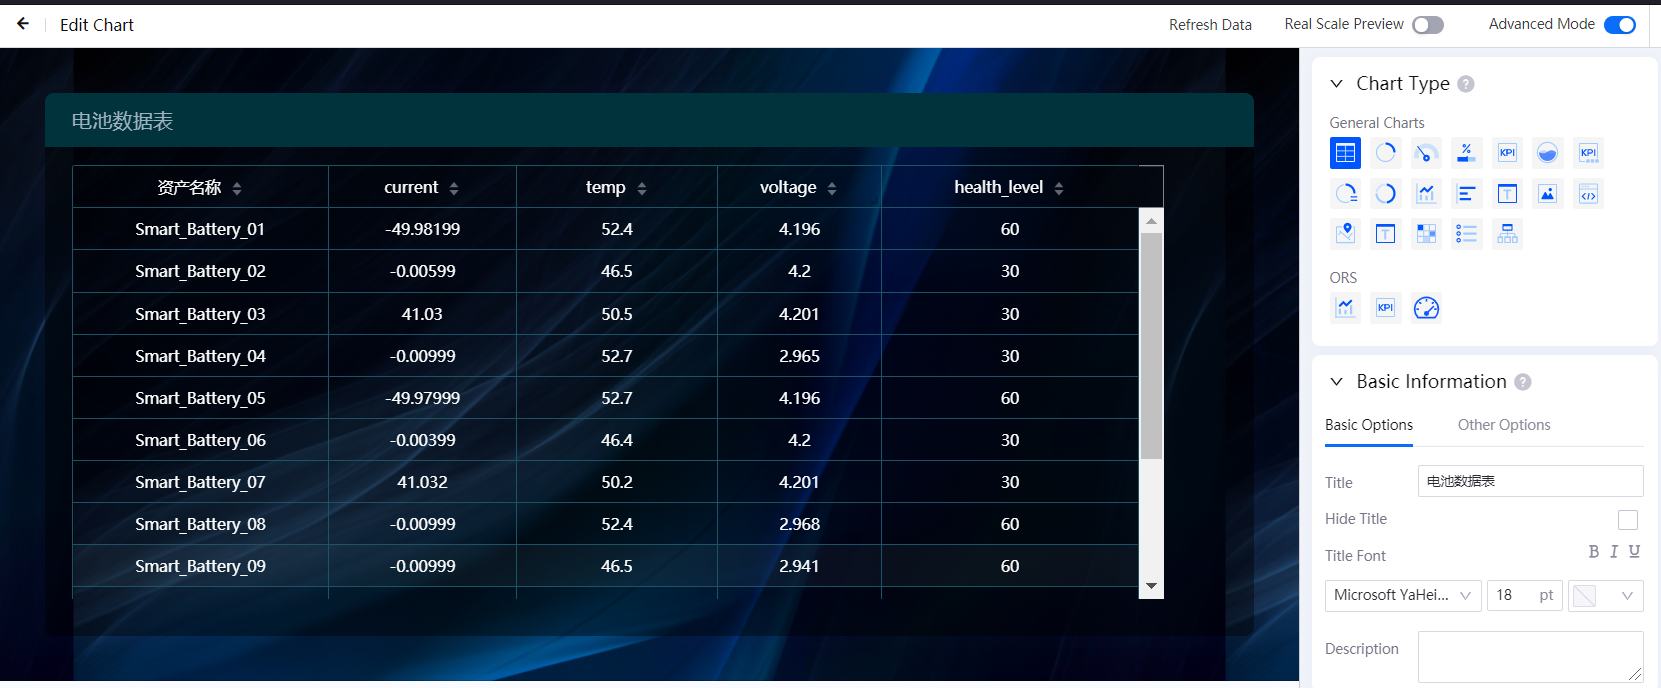 Edit Chart
Refresh Data
Real Scale Preview
Advanced Mode
电池数据表
资产名称 current temp voltage health_level
Smart_Battery_01 -49.98199 52.4 4.196 60
Smart_Battery_02 -0.00599 46.5 4.2 30
Smart_Battery_03 41.03 50.5 4.201 30
Smart_Battery_04 -0.00999 52.7 2.965 30
Smart_Battery_05 -49.97999 52.7 4.196 60
Smart_Battery_06 -0.00399 46.4 4.2 30
Smart_Battery_07 41.032 50.2 4.201 30
Smart_Battery_08 -0.00999 52.4 2.968 60
Smart_Battery_09 -0.00999 46.5 2.941 60
Chart Type ?
General Charts
% KPI KPI
T </>
T
ORS
KPI
Basic Information ?
Basic Options Other Options
Title 电池数据表
Hide Title
Title Font B I U
Microsoft YaHei... 18 pt
Description